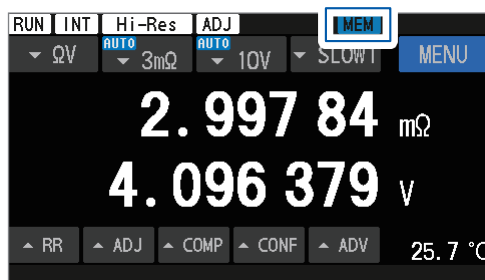 RUN INT Hi-Res ADJ MEM
ΩV AUTO 3mΩ AUTO 10V SLOW1 MENU
2.997 84 mΩ
4.096 379 V
RR ADJ COMP CONF ADV 25.7 °C